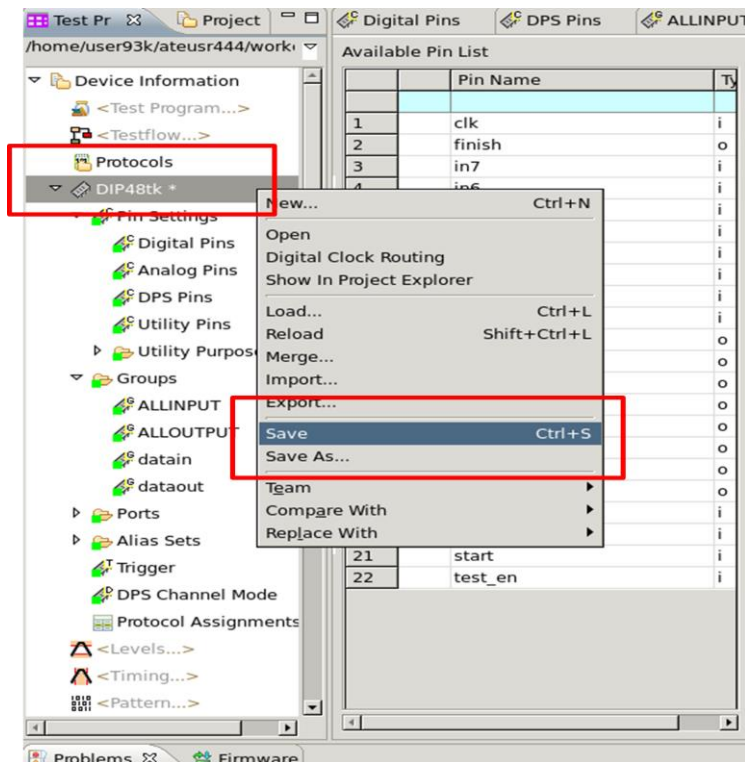 Test Pr
Project
/home/user93k/ateusr444/work
Device Information
<Test Program...>
<Testflow...>
Protocols
DIP48tk *
Pin Settings
Digital Pins
Analog Pins
DPS Pins
Utility Pins
Utility Purpos
Groups
ALLINPUT
ALLOUTPUT
datain
dataout
Ports
Alias Sets
Trigger
DPS Channel Mode
Protocol Assignments
<Levels...>
<Timing...>
<Pattern...>
Problems
Firmware
New... Ctrl+N
Open
Digital Clock Routing
Show In Project Explorer
Load... Ctrl+L
Reload Shift+Ctrl+L
Merge...
Import...
Export...
Save Ctrl+S
Save As...
Team
Compare With
Replace With
Digital Pins
DPS Pins
ALLINPUT
Available Pin List
Pin Name Ty
1 clk i
2 finish o
3 in7 i
4 in6 i
i
i
i
i
i
i
o
o
o
o
o
o
o
o
i
i
21 start i
22 test_en i